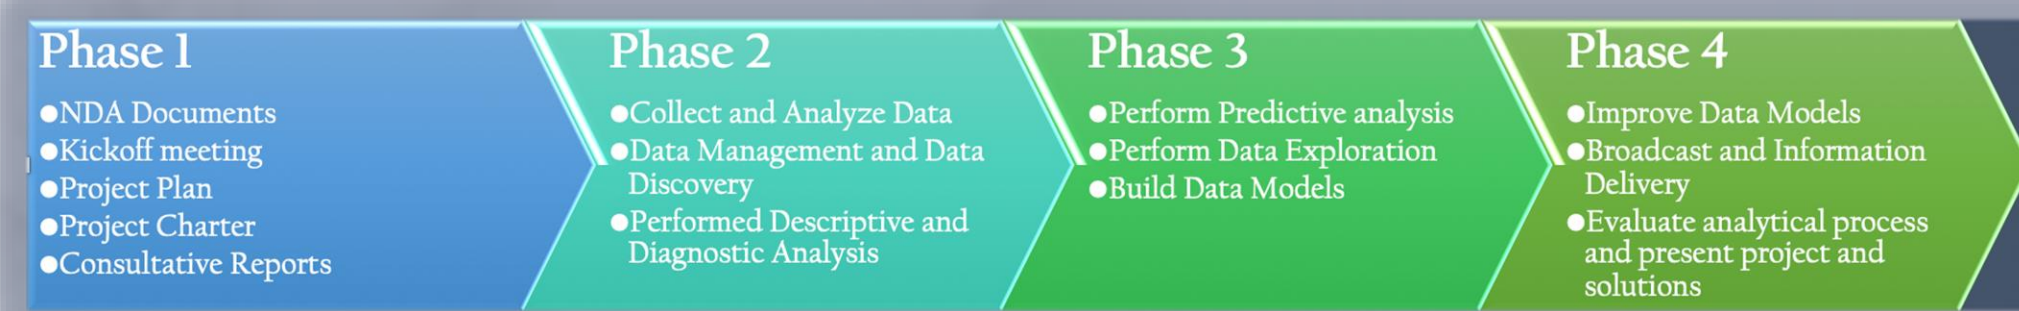 Phase 1
●NDA Documents
●Kickoff meeting
●Project Plan
●Project Charter
●Consultative Reports
Phase 2
●Collect and Analyze Data
●Data Management and Data
Discovery
●Performed Descriptive and
Diagnostic Analysis
Phase 3
●Perform Predictive analysis
●Perform Data Exploration
●Build Data Models
Phase 4
●Improve Data Models
●Broadcast and Information
Delivery
●Evaluate analytical process
and present project and
solutions